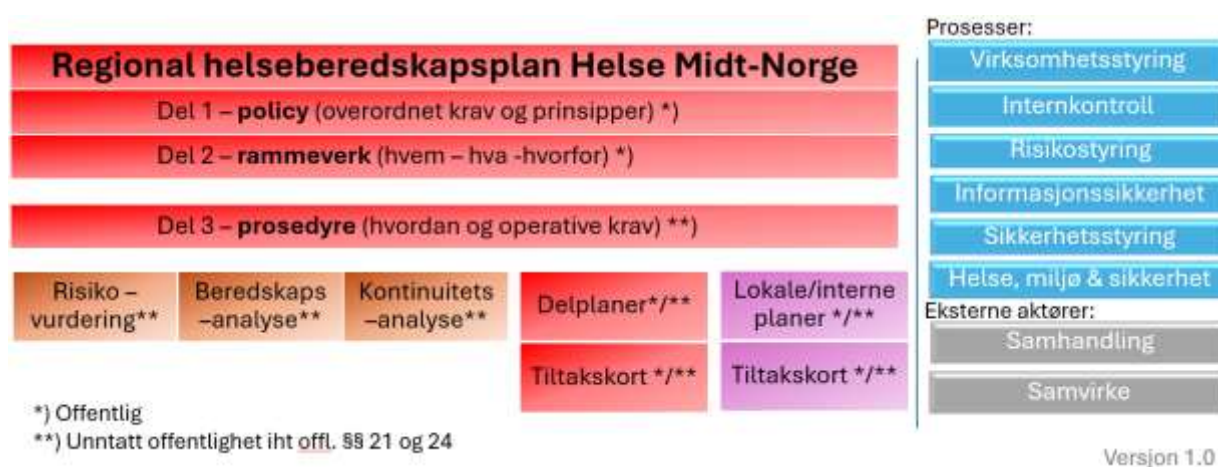 Regional helseberedskapsplan Helse Midt-Norge
Del 1 – policy (overordnet krav og prinsipper) *)
Del 2 – rammeverk (hvem – hva -hvorfor) *)
Del 3 – prosedyre (hvordan og operative krav) **)
Risiko –
vurdering**
Beredskaps
–analyse**
Kontinuitets
–analyse**
Delplaner*/**
Tiltakskort */**
Lokale/interne
planer */**
Tiltakskort */**
*) Offentlig
**) Unntatt offentlighet iht offl. §§ 21 og 24
Prosesser:
Virksomhetsstyring
Internkontroll
Risikostyring
Informasjonssikkerhet
Sikkerhetsstyring
Helse, miljø & sikkerhet
Eksterne aktører:
Samhandling
Samvirke
Versjon 1.0